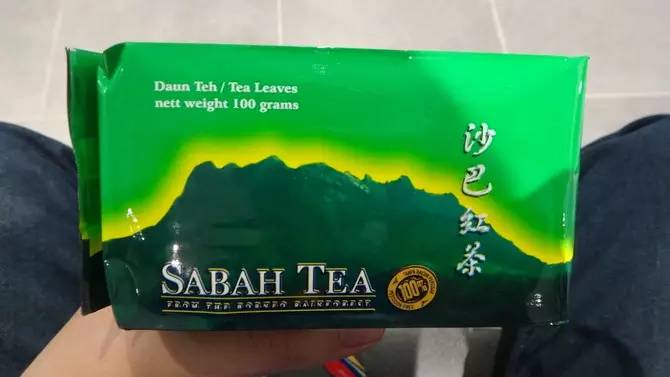 Daun Teh / Tea Leaves
nett weight 100 grams
沙巴红茶
SABAH TEA
FROM THE BORNEO RAINFOREST
100%